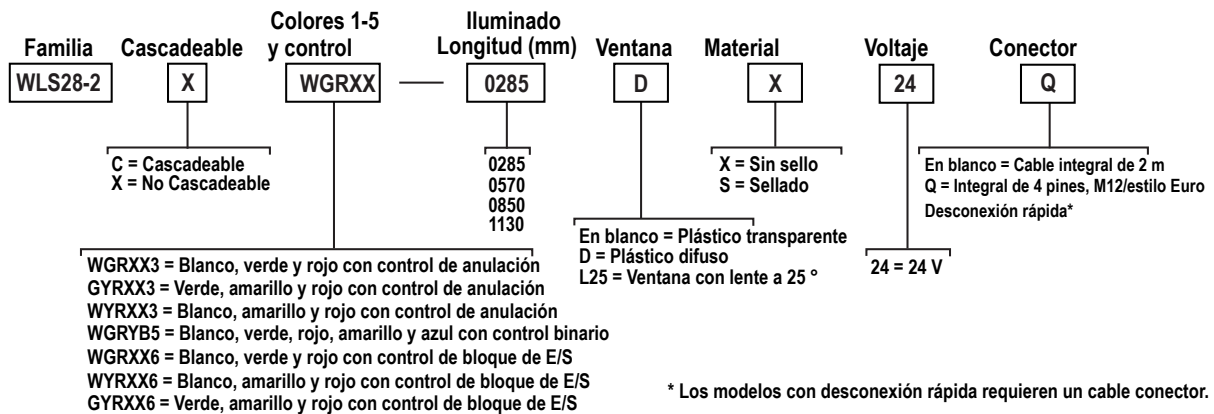 Familia
Cascadeable
Colores 1-5
y control
Iluminado
Longitud (mm)
Ventana
Material
Voltaje
Conector
WLS28-2
X
WGRXX
0285
D
X
24
Q
C = Cascadeable
X = No Cascadeable
WGRXX3 = Blanco, verde y rojo con control de anulación
GYRXX3 = Verde, amarillo y rojo con control de anulación
WYRXX3 = Blanco, amarillo y rojo con control de anulación
WGRYB5 = Blanco, verde, rojo, amarillo y azul con control binario
WGRXX6 = Blanco, verde y rojo con control de bloque de E/S
WYRXX6 = Blanco, amarillo y rojo con control de bloque de E/S
GYRXX6 = Verde, amarillo y rojo con control de bloque de E/S
0285
0570
0850
1130
En blanco = Plástico transparente
D = Plástico difuso
L25 = Ventana con lente a 25 °
X = Sin sello
S = Sellado
24 = 24 V
En blanco = Cable integral de 2 m
Q = Integral de 4 pines, M12/estilo Euro
Desconexión rápida*
* Los modelos con desconexión rápida requieren un cable conector.